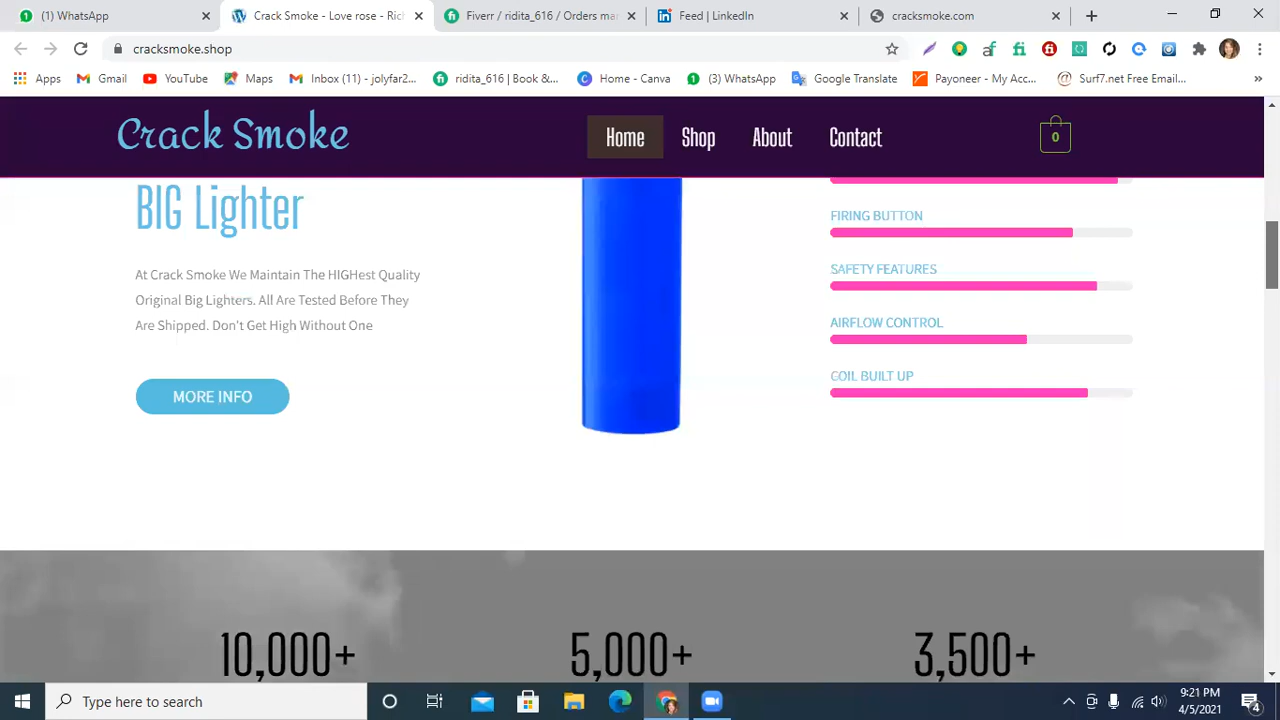 (1) WhatsApp
Crack Smoke - Love rose - Rich
Fiverr / ridita_616 / Orders mar
Feed | LinkedIn
cracksmoke.com
cracksmoke.shop
Apps
Gmail
YouTube
Maps
Inbox (11) - jolyfar2...
ridita_616 | Book &...
Home - Canva
(3) WhatsApp
Google Translate
Payoneer - My Acc...
Surf7.net Free Email...
Crack Smoke
Home
Shop
About
Contact
0
BIG Lighter
At Crack Smoke We Maintain The HIGHest Quality
Original Big Lighters. All Are Tested Before They
Are Shipped. Don't Get High Without One
MORE INFO
FIRING BUTTON
SAFETY FEATURES
AIRFLOW CONTROL
COIL BUILT UP
10,000+
5,000+
3,500+
Type here to search
9:21 PM
4/5/2021
4